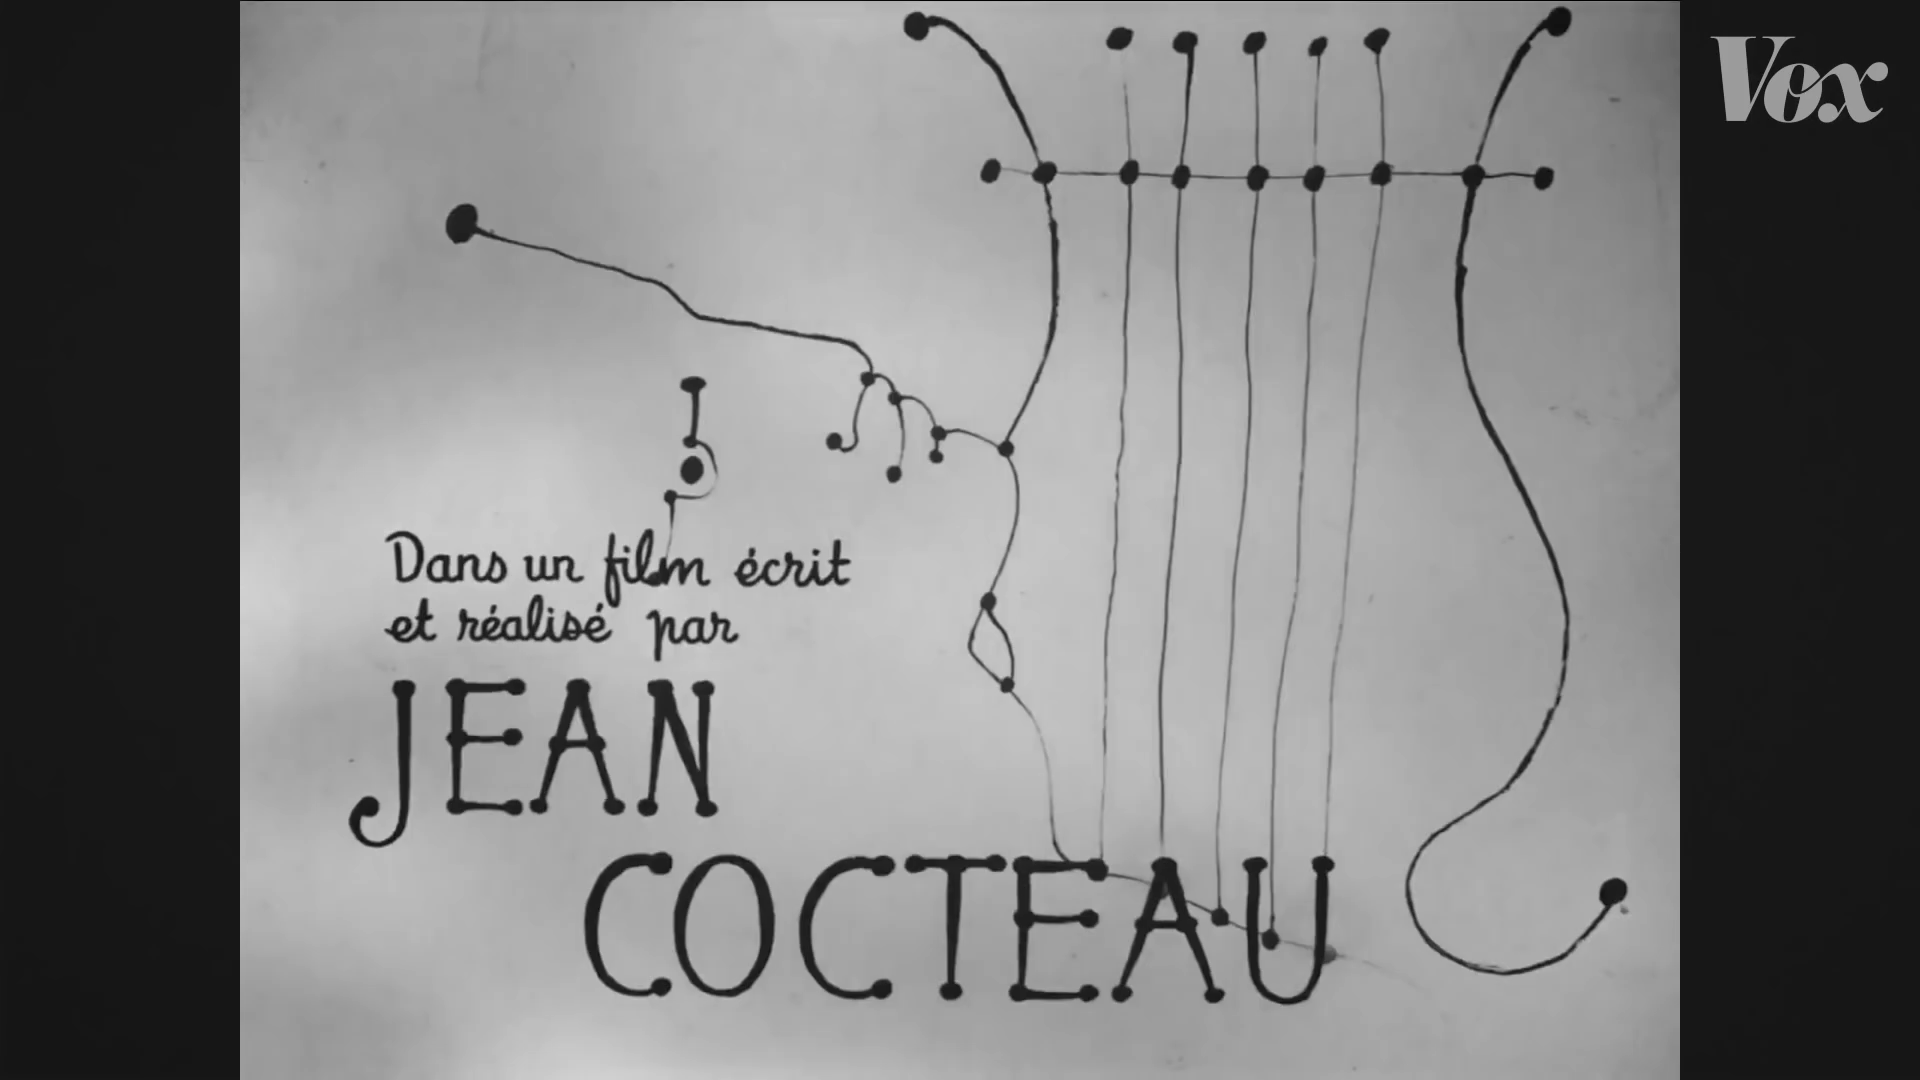 Vox
Dans un film écrit
et réalisé par
JEAN
COCTEAU